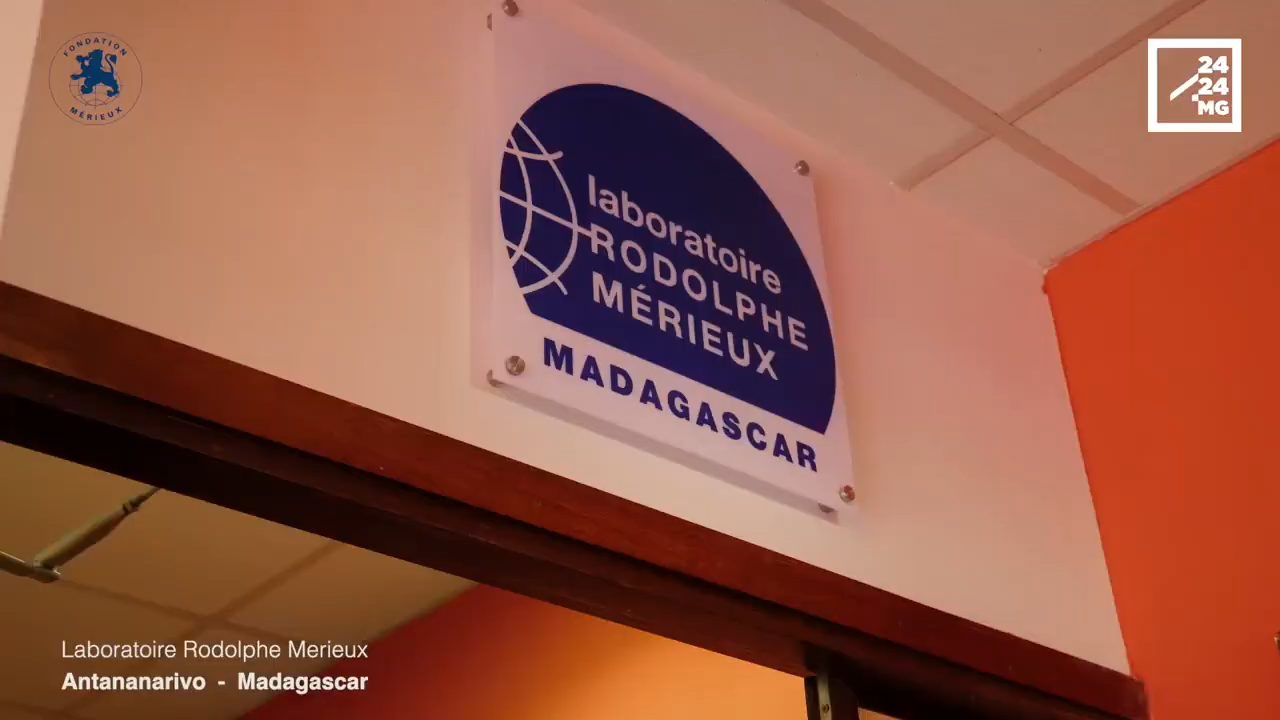 FONDATION
MÉRIEUX
24
24
MG
laboratoire
RODOLPHE
MÉRIEUX
MADAGASCAR
Laboratoire Rodolphe Merieux
Antananarivo - Madagascar